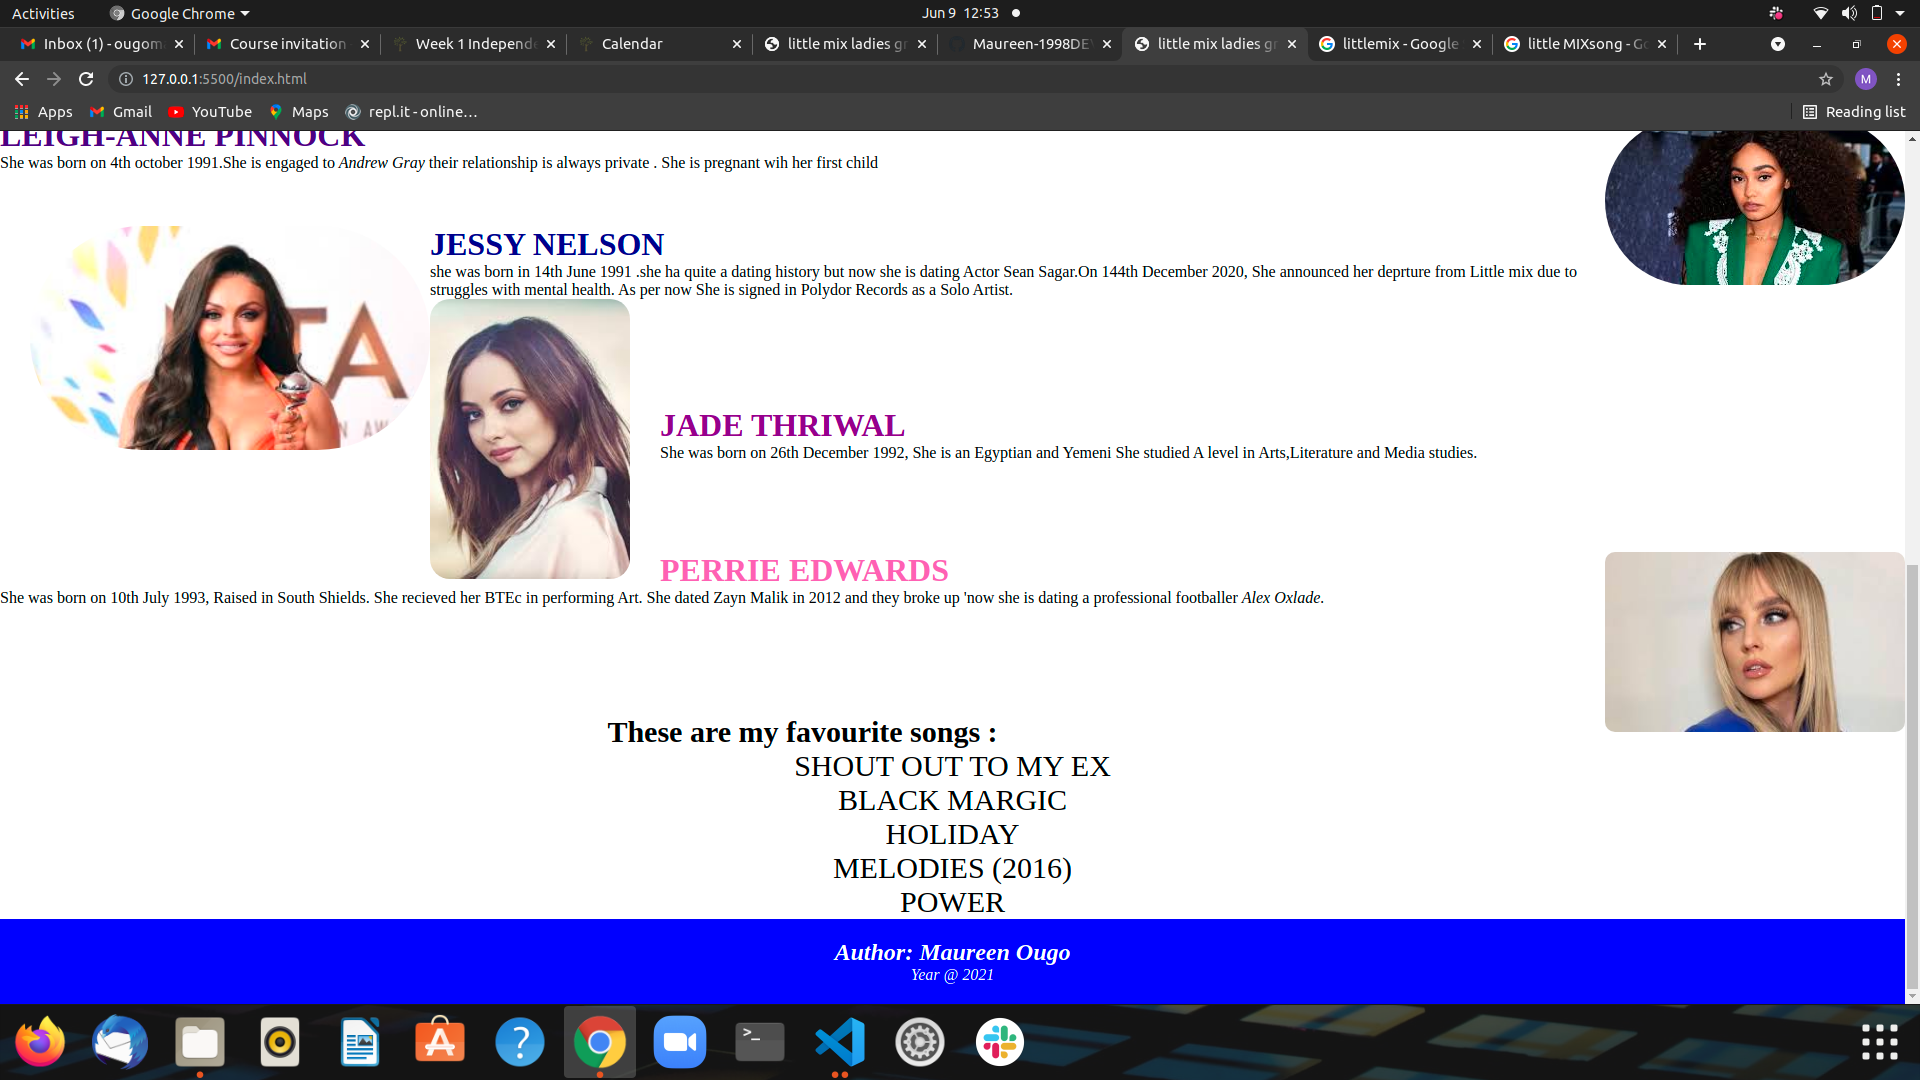 Activities
Google Chrome
Jun 9 12:53
Inbox (1) - ougom
Course invitation
Week 1 Independe
Calendar
little mix ladies gr
Maureen-1998DE
little mix ladies gr
littlemix - Google
little MIXsong - Go
127.0.0.1:5500/index.html
M
Apps
Gmail
YouTube
Maps
repl.it - online…
Reading list
LEIGH-ANNE PINNOCK
She was born on 4th october 1991.She is engaged to Andrew Gray their relationship is always private . She is pregnant wih her first child
JESSY NELSON
she was born in 14th June 1991 .she ha quite a dating history but now she is dating Actor Sean Sagar.On 144th December 2020, She announced her deprture from Little mix due to
struggles with mental health. As per now She is signed in Polydor Records as a Solo Artist.
JADE THRIWAL
She was born on 26th December 1992, She is an Egyptian and Yemeni She studied A level in Arts,Literature and Media studies.
PERRIE EDWARDS
She was born on 10th July 1993, Raised in South Shields. She recieved her BTEc in performing Art. She dated Zayn Malik in 2012 and they broke up 'now she is dating a professional footballer Alex Oxlade.
These are my favourite songs :
SHOUT OUT TO MY EX
BLACK MARGIC
HOLIDAY
MELODIES (2016)
POWER
Author: Maureen Ougo
Year @ 2021